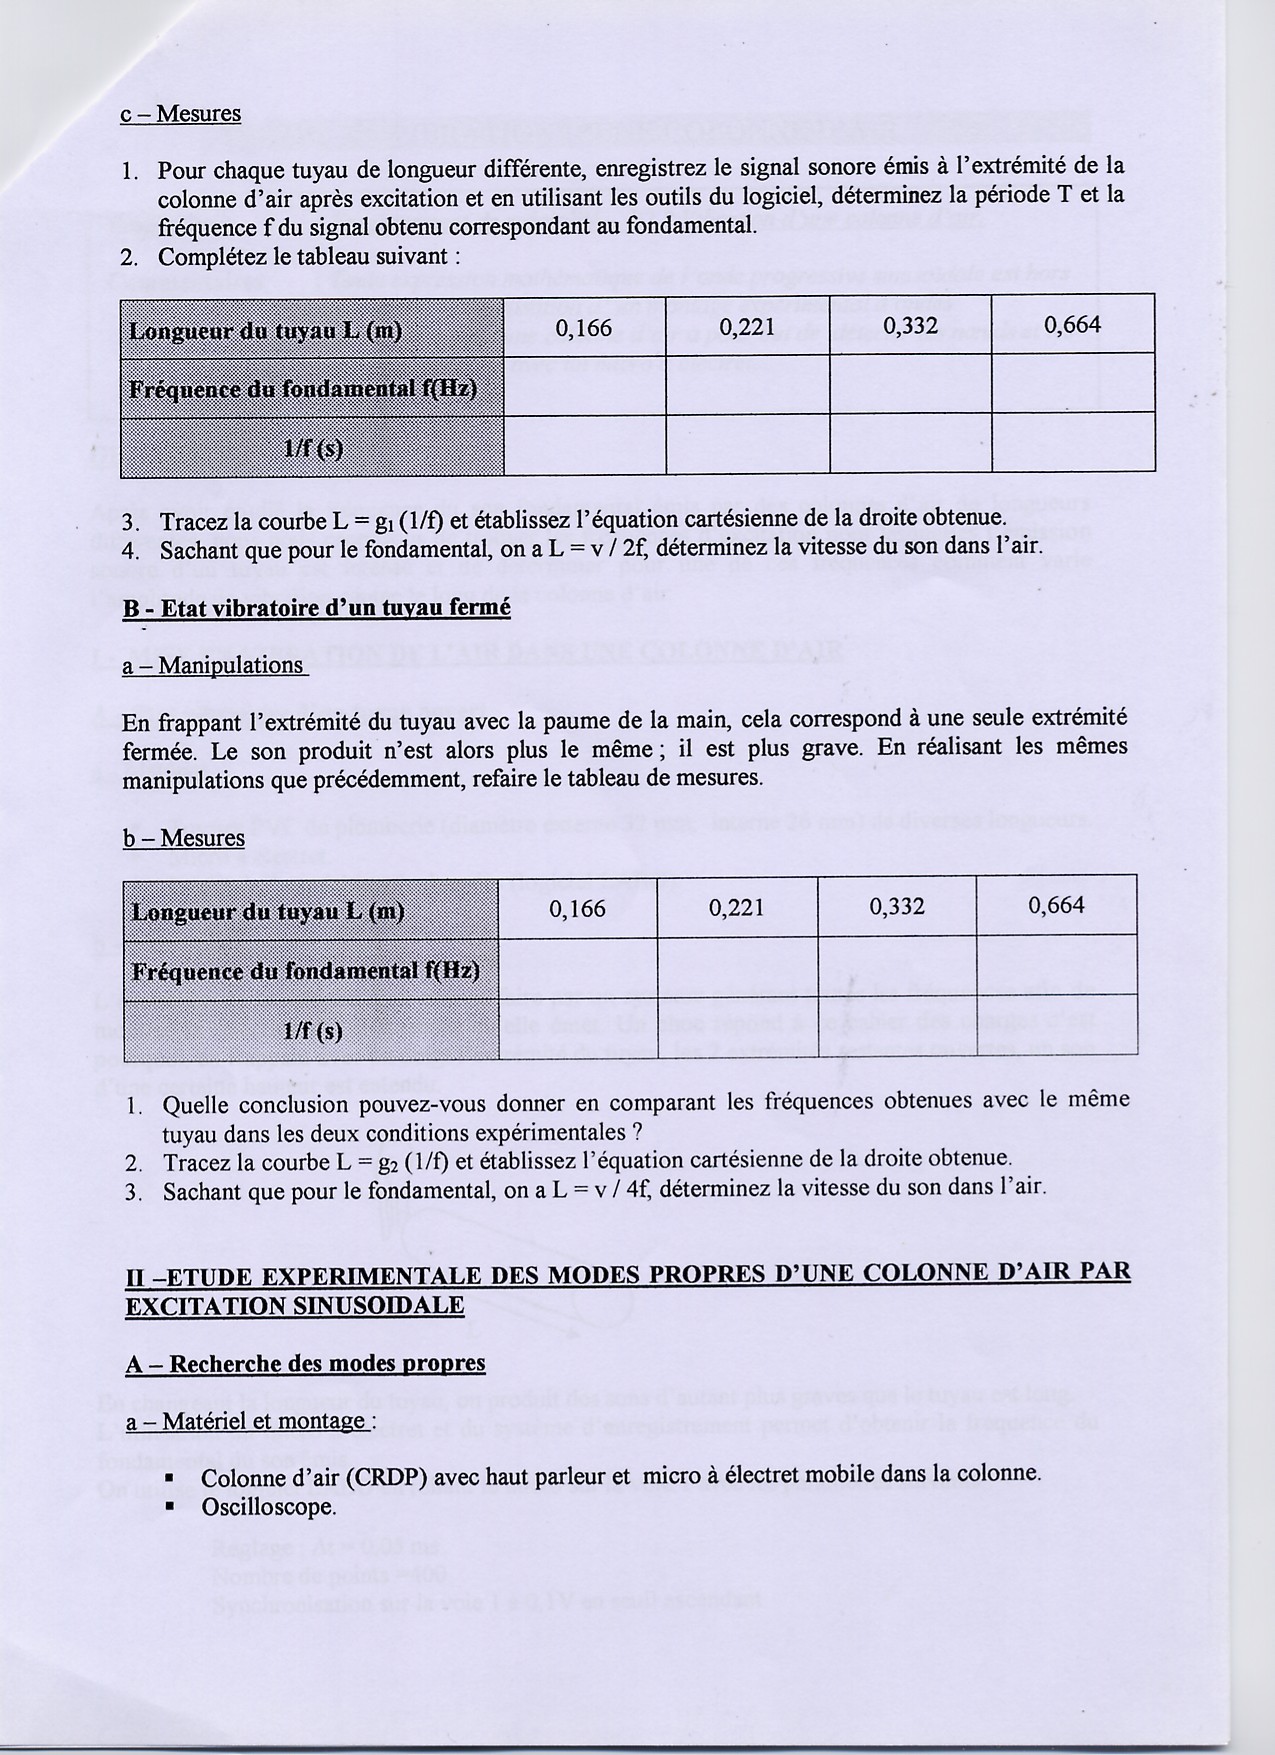 c – Mesures
1. Pour chaque tuyau de longueur différente, enregistrez le signal sonore émis à l'extrémité de la
colonne d'air après excitation et en utilisant les outils du logiciel, déterminez la période T et la
fréquence f du signal obtenu correspondant au fondamental.
2. Complétez le tableau suivant :
Longueur du tuyau L (m) 0,166 0,221 0,332 0,664
Fréquence du fondamental f(Hz)
1/f (s)
3. Tracez la courbe L = g₁ (1/f) et établissez l'équation cartésienne de la droite obtenue.
4. Sachant que pour le fondamental, on a L = v / 2f, déterminez la vitesse du son dans l'air.
B - Etat vibratoire d'un tuyau fermé
a – Manipulations
En frappant l'extrémité du tuyau avec la paume de la main, cela correspond à une seule extrémité
fermée. Le son produit n'est alors plus le même ; il est plus grave. En réalisant les mêmes
manipulations que précédemment, refaire le tableau de mesures.
b – Mesures
Longueur du tuyau L (m) 0,166 0,221 0,332 0,664
Fréquence du fondamental f(Hz)
1/f (s)
1. Quelle conclusion pouvez-vous donner en comparant les fréquences obtenues avec le même
tuyau dans les deux conditions expérimentales ?
2. Tracez la courbe L = g₂ (1/f) et établissez l'équation cartésienne de la droite obtenue.
3. Sachant que pour le fondamental, on a L = v / 4f, déterminez la vitesse du son dans l'air.
II –ETUDE EXPERIMENTALE DES MODES PROPRES D'UNE COLONNE D'AIR PAR
EXCITATION SINUSOIDALE
A – Recherche des modes propres
a – Matériel et montage :
▪ Colonne d'air (CRDP) avec haut parleur et micro à électret mobile dans la colonne.
▪ Oscilloscope.